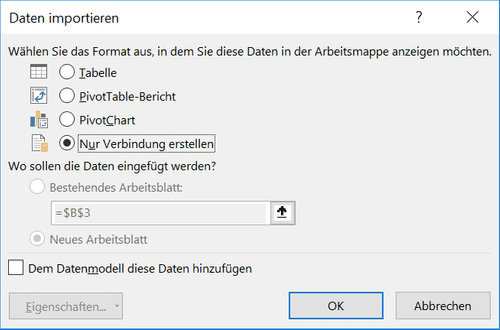 Daten importieren
?
Wählen Sie das Format aus, in dem Sie diese Daten in der Arbeitsmappe anzeigen möchten.
Tabelle
PivotTable-Bericht
PivotChart
Nur Verbindung erstellen
Wo sollen die Daten eingefügt werden?
Bestehendes Arbeitsblatt:
=$B$3
Neues Arbeitsblatt
Dem Datenmodell diese Daten hinzufügen
Eigenschaften... OK Abbrechen